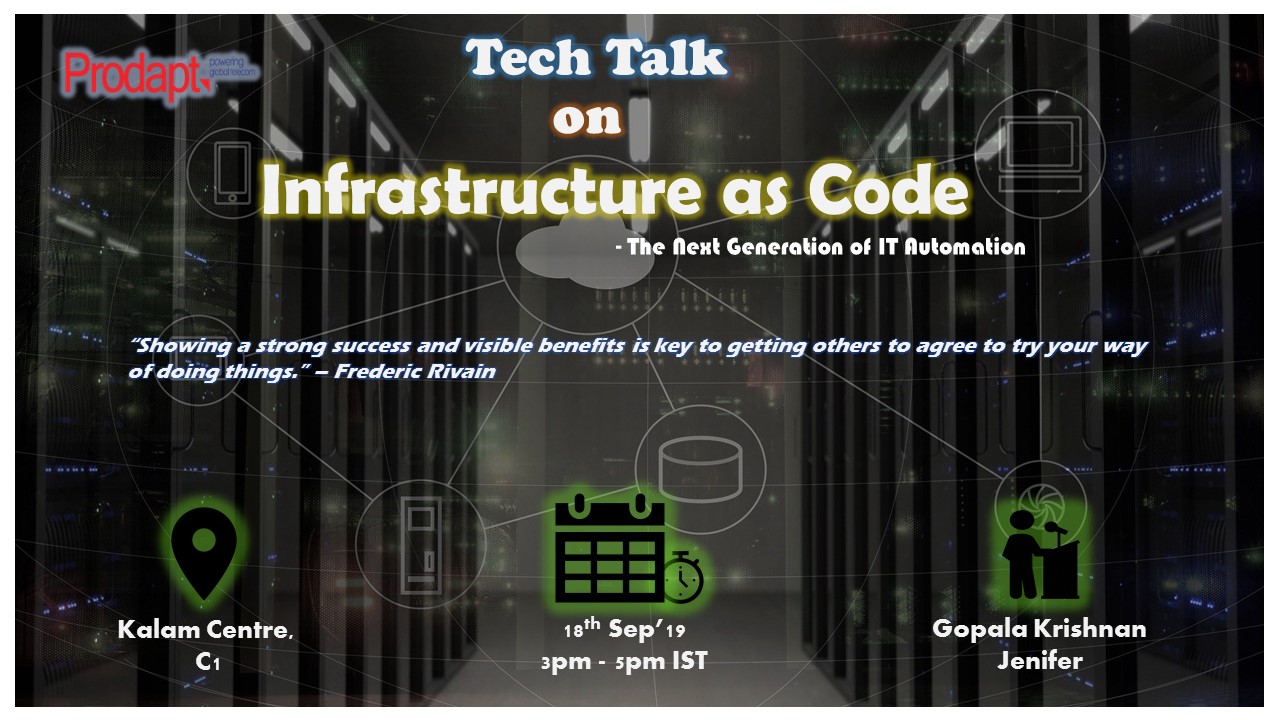 Prodapt powering
global telecom
Tech Talk
on
Infrastructure as Code
- The Next Generation of IT Automation
“Showing a strong success and visible benefits is key to getting others to agree to try your way
of doing things.” – Frederic Rivain
Kalam Centre,
C1
18th Sep’19
3pm - 5pm IST
Gopala Krishnan
Jenifer